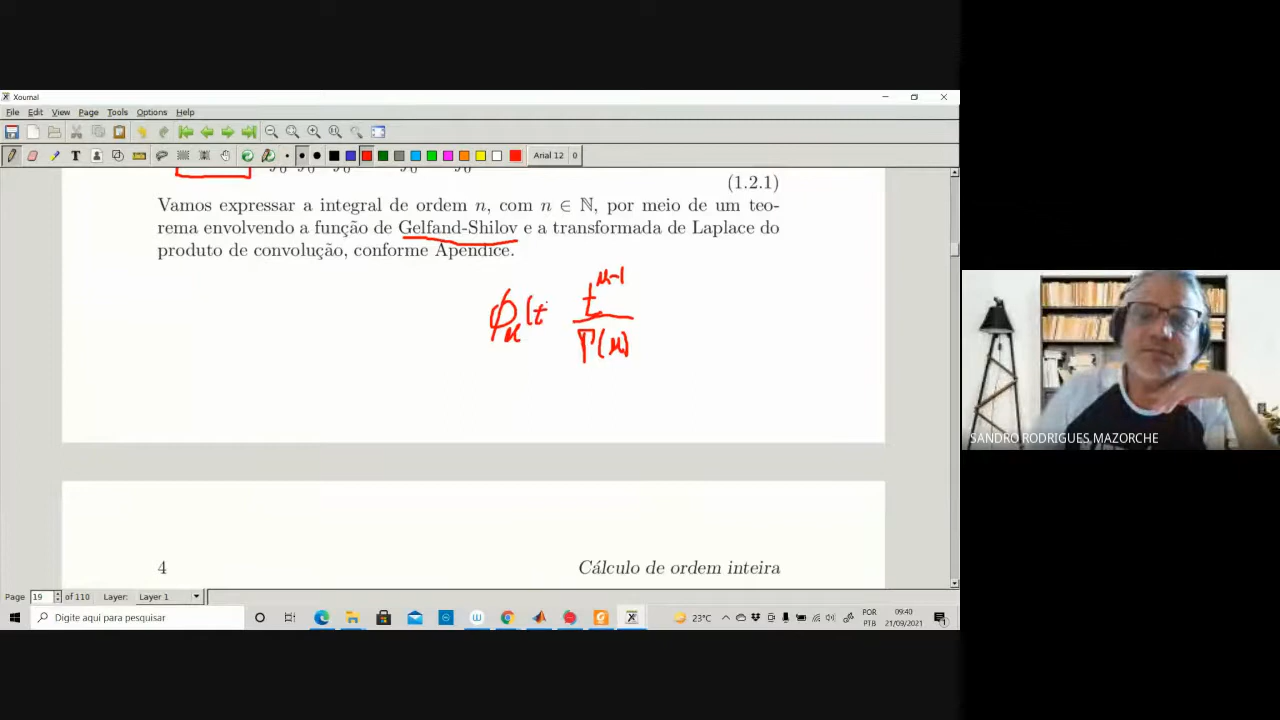 Xournal
File Edit View Page Tools Options Help
Arial 12 0
(1.2.1)
Vamos expressar a integral de ordem n, com n ∈ ℕ, por meio de um teo-
rema envolvendo a função de Gelfand-Shilov e a transformada de Laplace do
produto de convolução, conforme Apêndice.
t^{μ-1}
ϕ_μ(t
Γ(μ)
SANDRO RODRIGUES MAZORCHE
4 Cálculo de ordem inteira
Page 19 of 110 Layer: Layer 1
Digite aqui para pesquisar 23°C POR PTB 09:40 21/09/2021